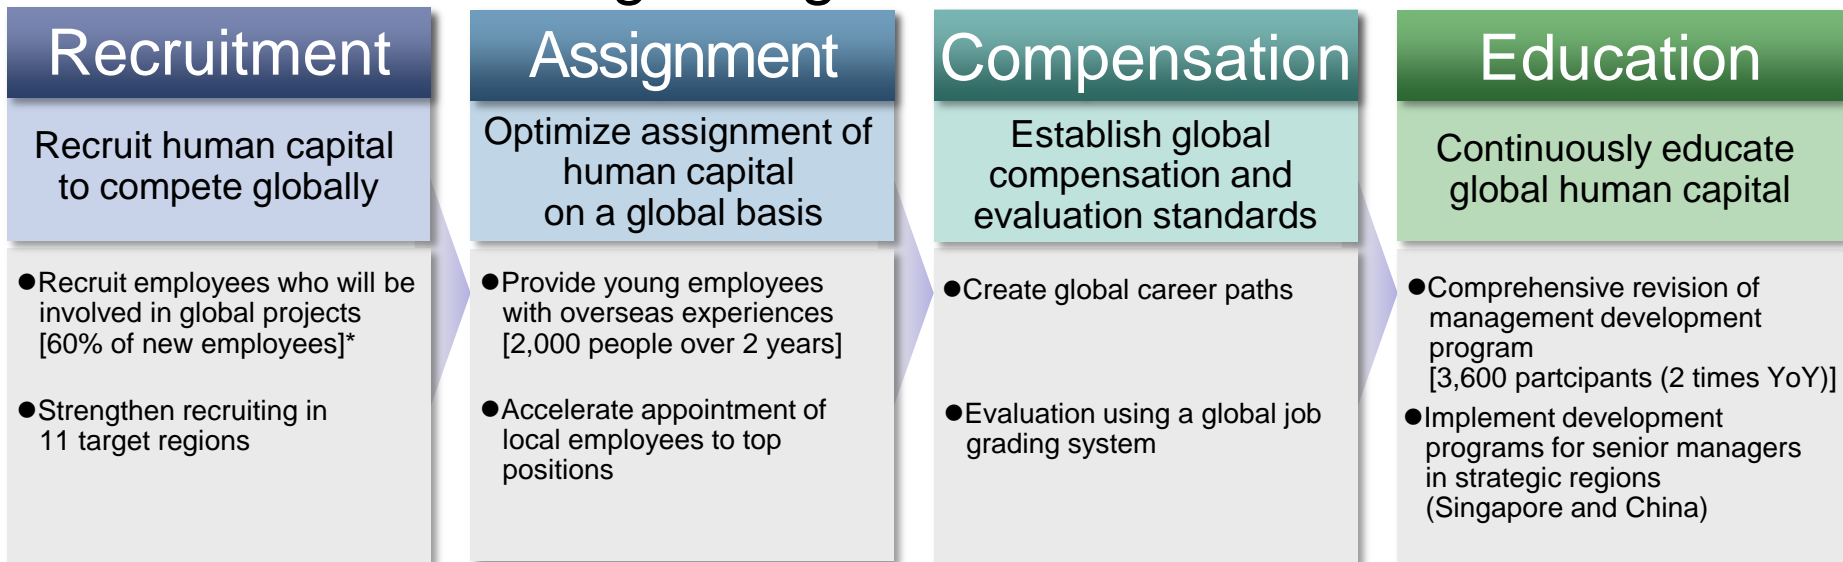 Recruitment
Recruit human capital
to compete globally
●Recruit employees who will be
involved in global projects
[60% of new employees]*
●Strengthen recruiting in
11 target regions
Assignment
Optimize assignment of
human capital
on a global basis
●Provide young employees
with overseas experiences
[2,000 people over 2 years]
●Accelerate appointment of
local employees to top
positions
Compensation
Establish global
compensation and
evaluation standards
●Create global career paths
●Evaluation using a global job
grading system
Education
Continuously educate
global human capital
●Comprehensive revision of
management development
program
[3,600 partcipants (2 times YoY)]
●Implement development
programs for senior managers
in strategic regions
(Singapore and China)